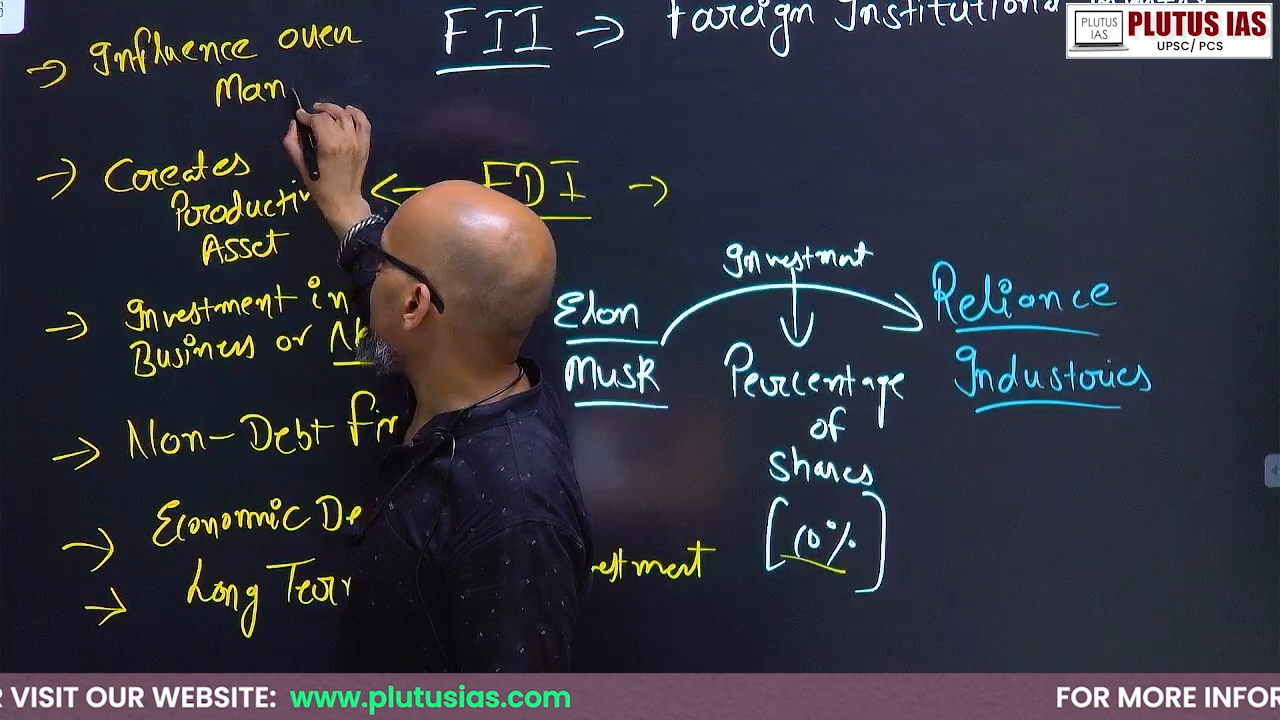 → Influence over
Man
→ Creates
Productiv
Asset
→ Investment in
Business or
→ Non-Debt Fin
→ Economic De
→ Long Term
estment
FII → Foreign Institutional
← FDI →
Elon
Musk
Investment
Percentage
of
Shares
[10%]
Reliance
Industries
PLUTUS
IAS
PLUTUS IAS
UPSC/ PCS
R VISIT OUR WEBSITE: www.plutusias.com
FOR MORE INFOR